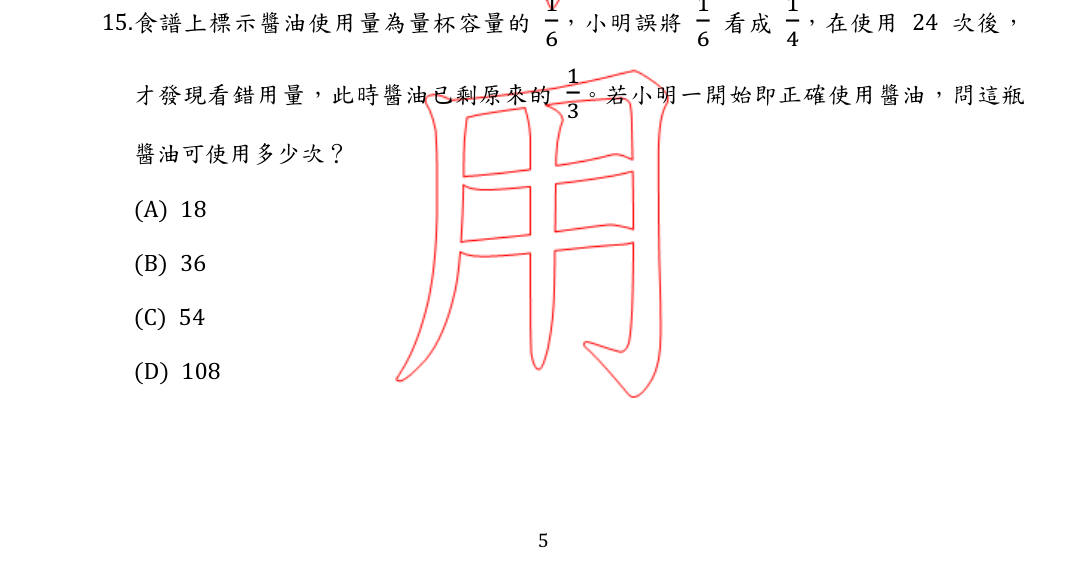 15.食譜上標示醬油使用量為量杯容量的 1/6，小明誤將 1/6 看成 1/4，在使用 24 次後，
才發現看錯用量，此時醬油已剩原來的 1/3。若小明一開始即正確使用醬油，問這瓶
醬油可使用多少次？
(A) 18
(B) 36
(C) 54
(D) 108
用
5